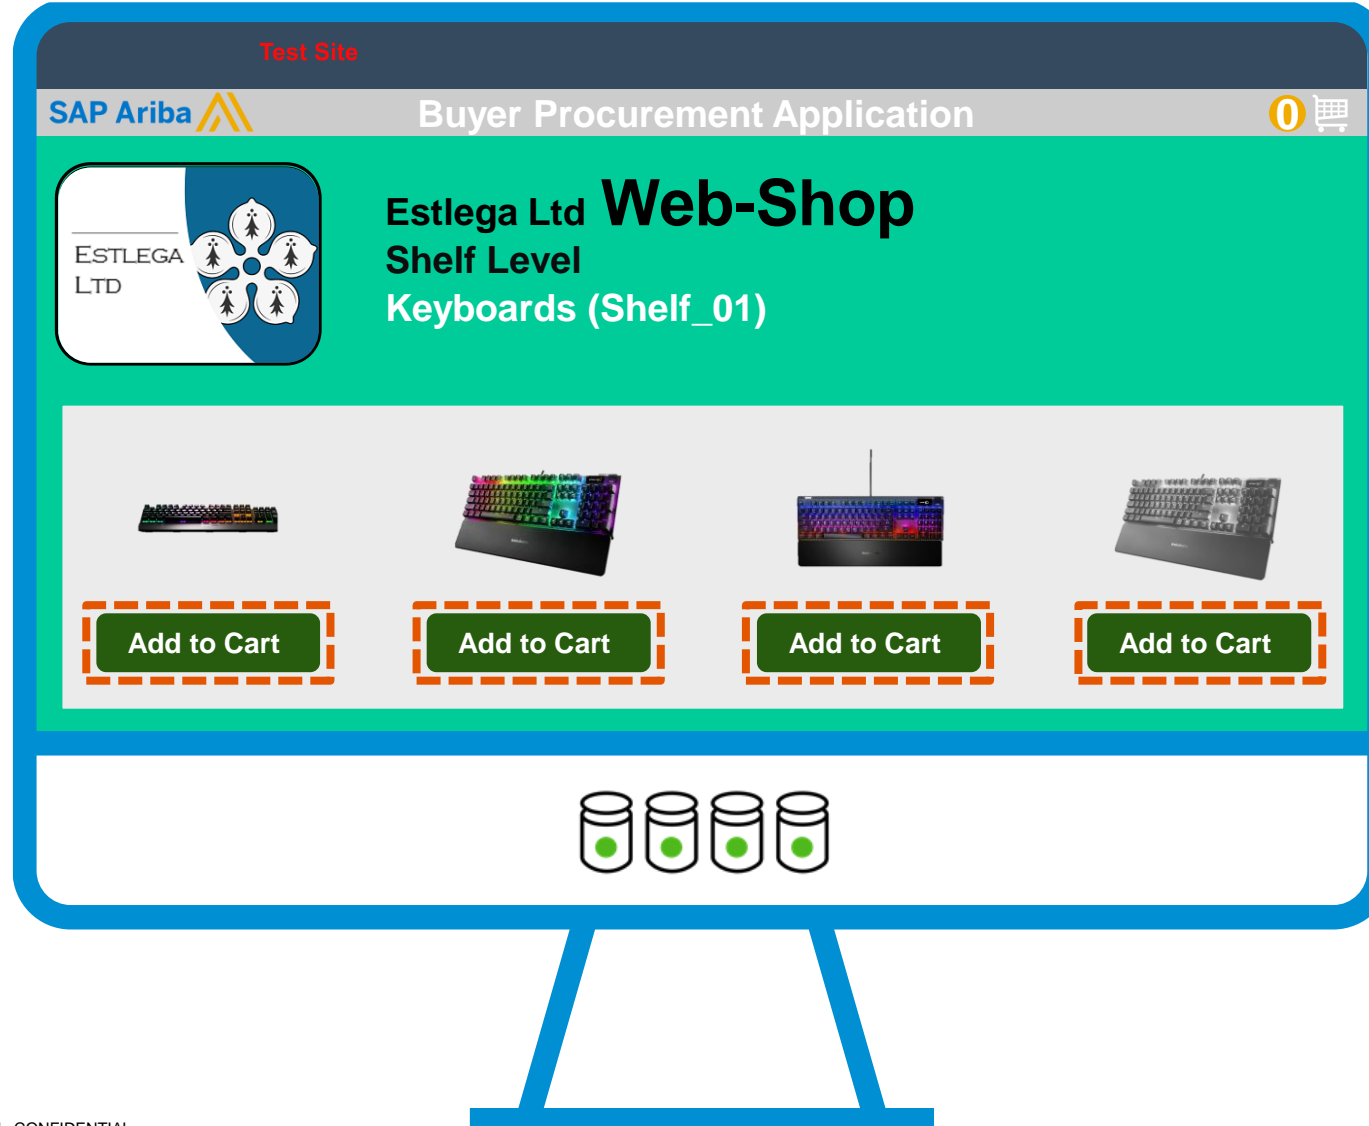 Test Site
SAP Ariba
Buyer Procurement Application
0
ESTLEGA
LTD
Estlega Ltd Web-Shop
Shelf Level
Keyboards (Shelf_01)
Add to Cart
Add to Cart
Add to Cart
Add to Cart